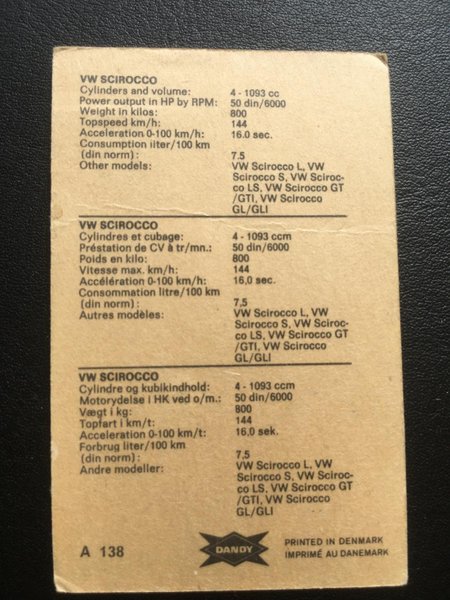 VW SCIROCCO
Cylinders and volume: 4 - 1093 cc
Power output in HP by RPM: 50 din/6000
Weight in kilos: 800
Topspeed km/h: 144
Acceleration 0-100 km/h: 16.0 sec.
Consumption liter/100 km
(din norm): 7.5
Other models: VW Scirocco L, VW
Scirocco S, VW Sciroc-
co LS, VW Scirocco GT
/GTI, VW Scirocco
GL/GLI
VW SCIROCCO
Cylindres et cubage: 4 - 1093 ccm
Préstation de CV à tr/mn.: 50 din/6000
Poids en kilo: 800
Vitesse max. km/h: 144
Accélération 0-100 km/h: 16,0 sec.
Consommation litre/100 km
(din norm): 7.5
Autres modèles: VW Scirocco L, VW
Scirocco S, VW Sciroc-
co LS, VW Scirocco GT
/GTI, VW Scirocco
GL/GLI
VW SCIROCCO
Cylindre og kubikindhold: 4 - 1093 ccm
Motorydelse i HK ved o/m.: 50 din/6000
Vægt i kg: 800
Topfart i km/t: 144
Acceleration 0-100 km/t: 16,0 sek.
Forbrug liter/100 km
(din norm): 7.5
Andre modeller: VW Scirocco L, VW
Scirocco S, VW Sciroc-
co LS, VW Scirocco GT
/GTI, VW Scirocco
GL/GLI
A 138
DANDY
PRINTED IN DENMARK
IMPRIMÉ AU DANEMARK